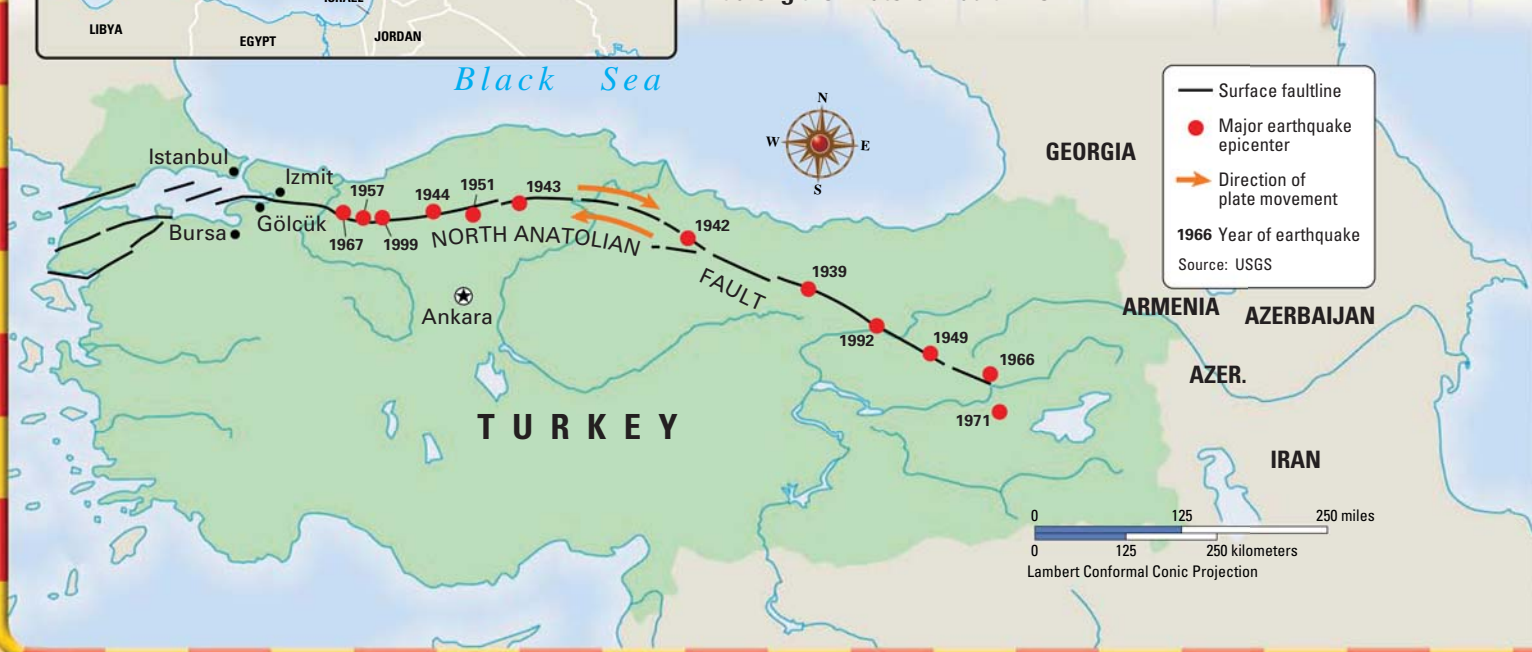 ISRAEL
LIBYA
EGYPT
JORDAN
Black Sea
N
W
E
S
Surface faultline
Major earthquake
epicenter
Direction of
plate movement
1966 Year of earthquake
Source: USGS
GEORGIA
ARMENIA
AZERBAIJAN
AZER.
IRAN
Istanbul
Izmit
Gölcük
Bursa
Ankara
1967
1957
1999
1944
1951
1943
1942
1939
1992
1949
1966
1971
NORTH ANATOLIAN
FAULT
TURKEY
0 125 250 miles
0 125 250 kilometers
Lambert Conformal Conic Projection